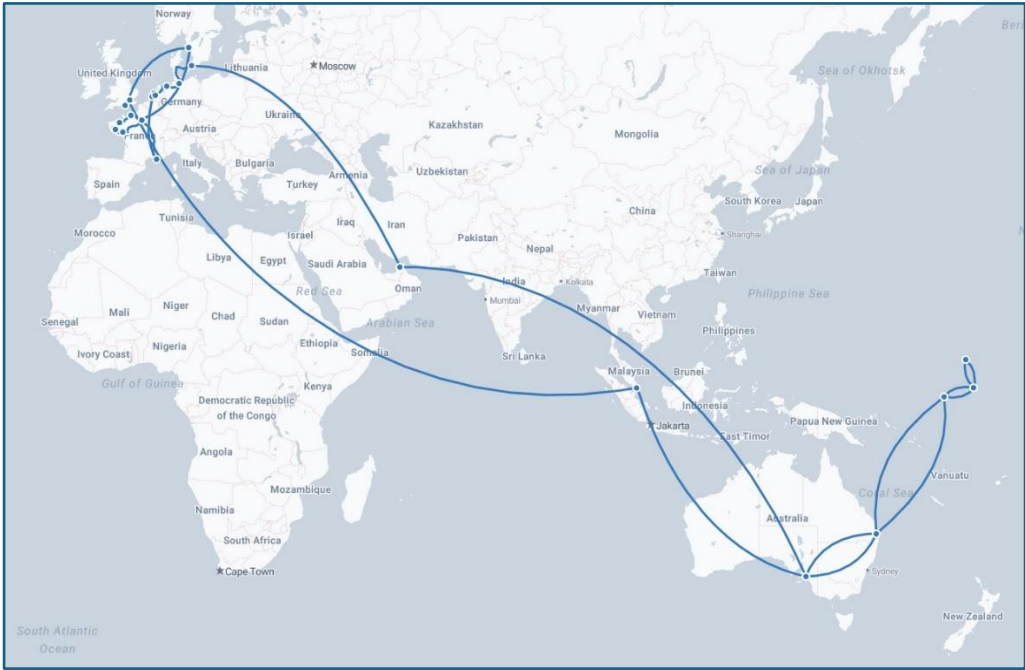 Norway
Beri
Lithuania
Moscow
Sea of Okhotsk
United Kingdom
Germany
Ukraine
France
Austria
Kazakhstan
Mongolia
Italy
Bulgaria
Armenia
Uzbekistan
Sea of Japan
Spain
Turkey
South Korea
Japan
Tunisia
Iraq
Iran
China
Morocco
Israel
Pakistan
Nepal
Shanghai
Libya
Egypt
Saudi Arabia
Taiwan
Oman
India
Kolkata
Red Sea
Mumbai
Myanmar
Vietnam
Philippine Sea
Mali
Niger
Chad
Sudan
Arabian Sea
Senegal
Philippines
Ivory Coast
Nigeria
Ethiopia
Somalia
Sri Lanka
Malaysia
Brunei
Gulf of Guinea
Kenya
Democratic Republic
of the Congo
Indonesia
Jakarta
Papua New Guinea
East Timor
Angola
Vanuatu
Mozambique
Coral Sea
Namibia
Australia
South Africa
Cape Town
Sydney
New Zealand
South Atlantic
Ocean